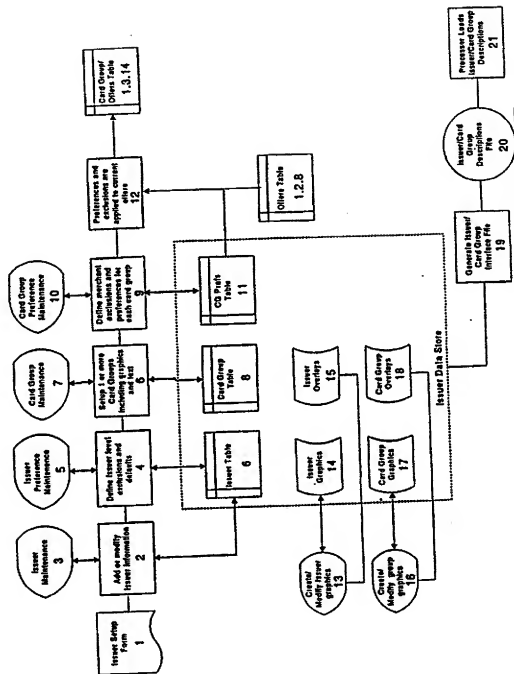 Issuer Setup
Form
1
Issuer
Maintenance
3
Add or modify
Issuer Information
2
Issuer
Preference
Maintenance
5
Define Issuer level
exclusions and
defaults
4
Card Group
Maintenance
7
Setup 1 or more
Card Groups
including graphics
and text
6
Card Group
Preference
Maintenance
10
Define merchant
exclusions and
preferences for
each card group
9
Preferences and
exclusions are
applied to current
offers
12
Card Group/
Offers Table
1.3.14
Issuer Table
6
Card Group
Table
8
CG Prefs
Table
11
Offers Table
1.2.8
Create/
Modify Issuer
graphics
13
Issuer
Graphics
14
Issuer
Overlays
15
Create/
Modify group
graphics
16
Card Group
Graphics
17
Card Group
Overlays
18
Issuer Data Store
Generate Issuer/
Card Group
Interface File
19
Issuer/Card
Group
Descriptions
File
20
Processor Loads
Issuer/Card Group
Descriptions
21